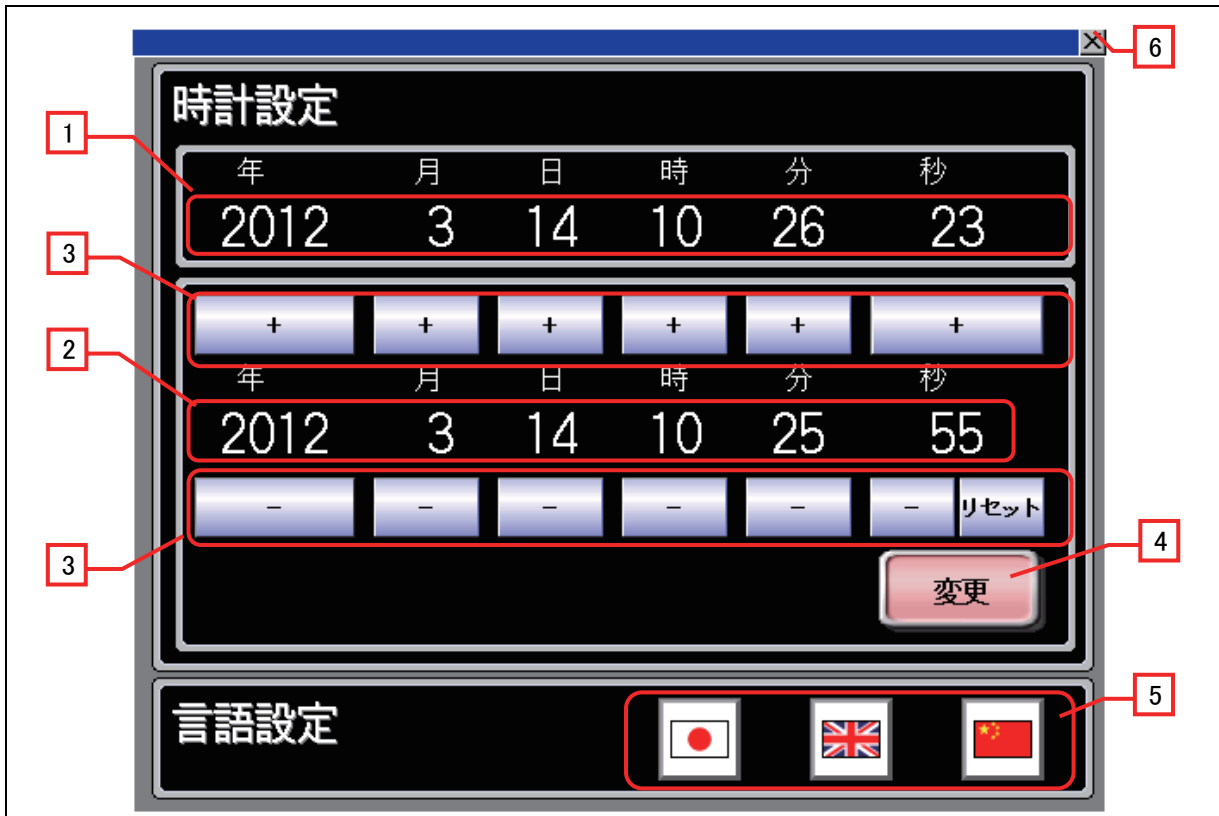 6
時計設定
1
年 月 日 時 分 秒
2012 3 14 10 26 23
3
+ + + + + +
2
年 月 日 時 分 秒
2012 3 14 10 25 55
- - - - - - リセット
3
4
変更
5
言語設定